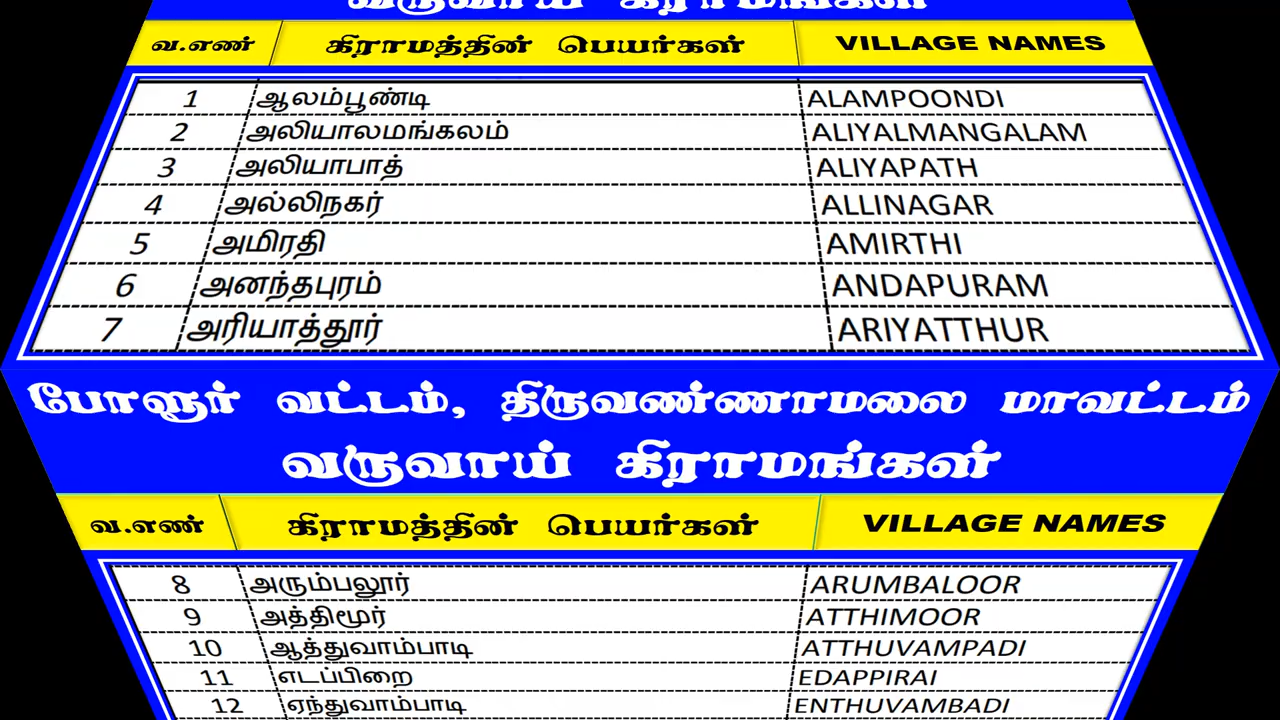 வருவாய் கிராமங்கள்
வ.எண் கிராமத்தின் பெயர்கள் VILLAGE NAMES
1 ஆலம்பூண்டி ALAMPOONDI
2 அலியாலமங்கலம் ALIYALMANGALAM
3 அலியாபாத் ALIYAPATH
4 அல்லிநகர் ALLINAGAR
5 அமிரதி AMIRTHI
6 அனந்தபுரம் ANDAPURAM
7 அரியாத்தூர் ARIYATTHUR
போளூர் வட்டம், திருவண்ணாமலை மாவட்டம்
வருவாய் கிராமங்கள்
வ.எண் கிராமத்தின் பெயர்கள் VILLAGE NAMES
8 அரும்பலூர் ARUMBALOOR
9 அத்திமூர் ATTHIMOOR
10 ஆத்துவாம்பாடி ATTHUVAMPADI
11 எடப்பிறை EDAPPIRAI
12 ஏந்துவாம்பாடி ENTHUVAMBADI